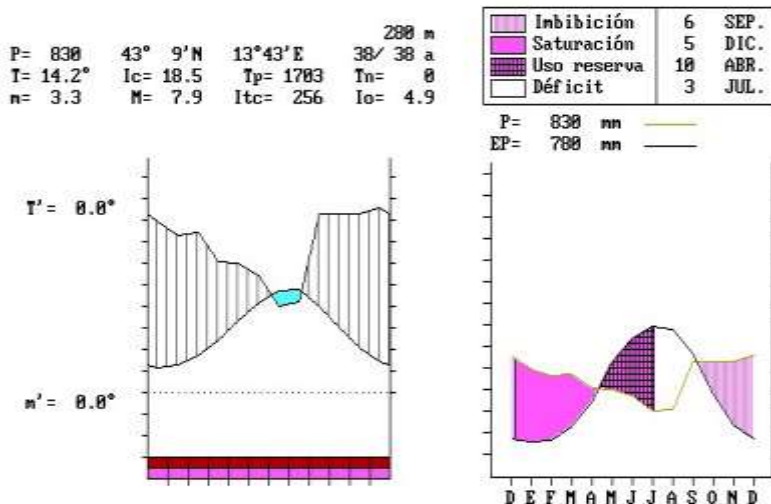 280 m
P= 830 43° 9'N 13°43'E 38/ 38 a
T= 14.2° Ic= 18.5 Tp= 1703 Tn= 0
m= 3.3 M= 7.9 Itc= 256 Io= 4.9
T'= 0.0°
m'= 0.0°
Imbibición 6 SEP.
Saturación 5 DIC.
Uso reserva 10 ABR.
Déficit 3 JUL.
P= 830 mm
EP= 780 mm
D E F M A M J J A S O N D